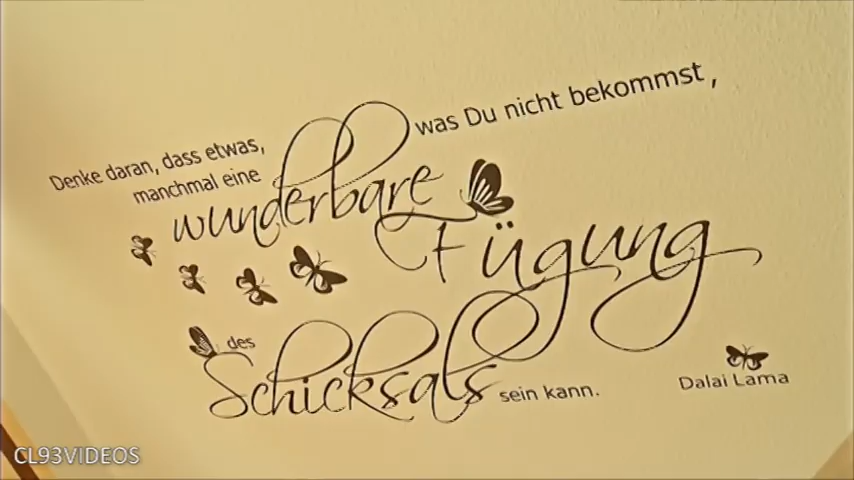 Denke daran, dass etwas, was Du nicht bekommst,
manchmal eine
wunderbare
Fügung
des
Schicksals sein kann.
Dalai Lama
CL93VIDEOS